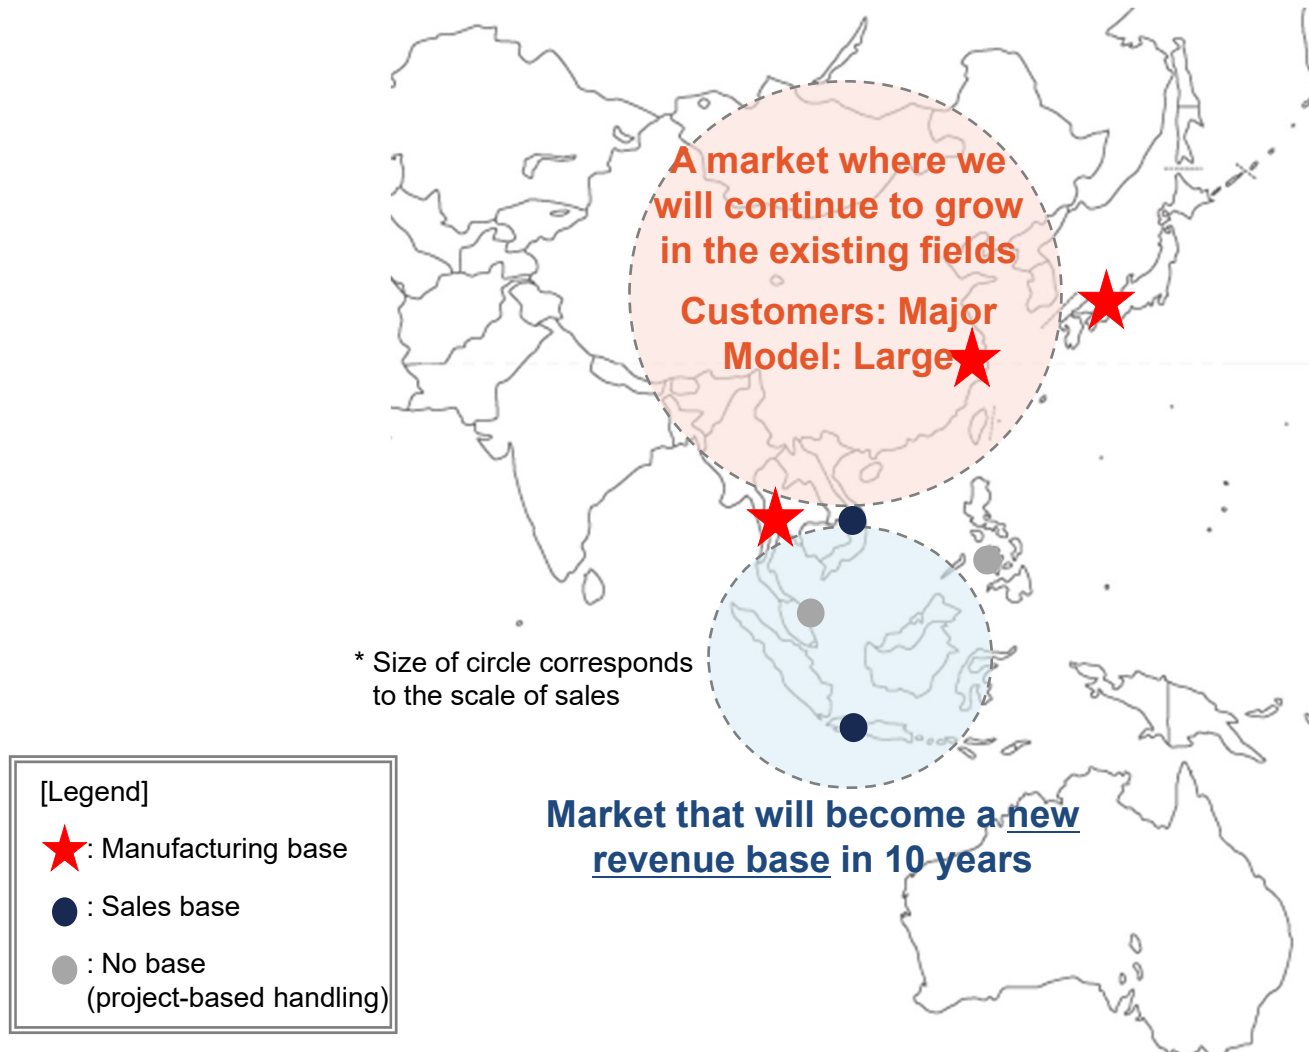 A market where we
will continue to grow
in the existing fields
Customers: Major
Model: Large
* Size of circle corresponds
to the scale of sales
Market that will become a new
revenue base in 10 years
[Legend]
: Manufacturing base
: Sales base
: No base
(project-based handling)